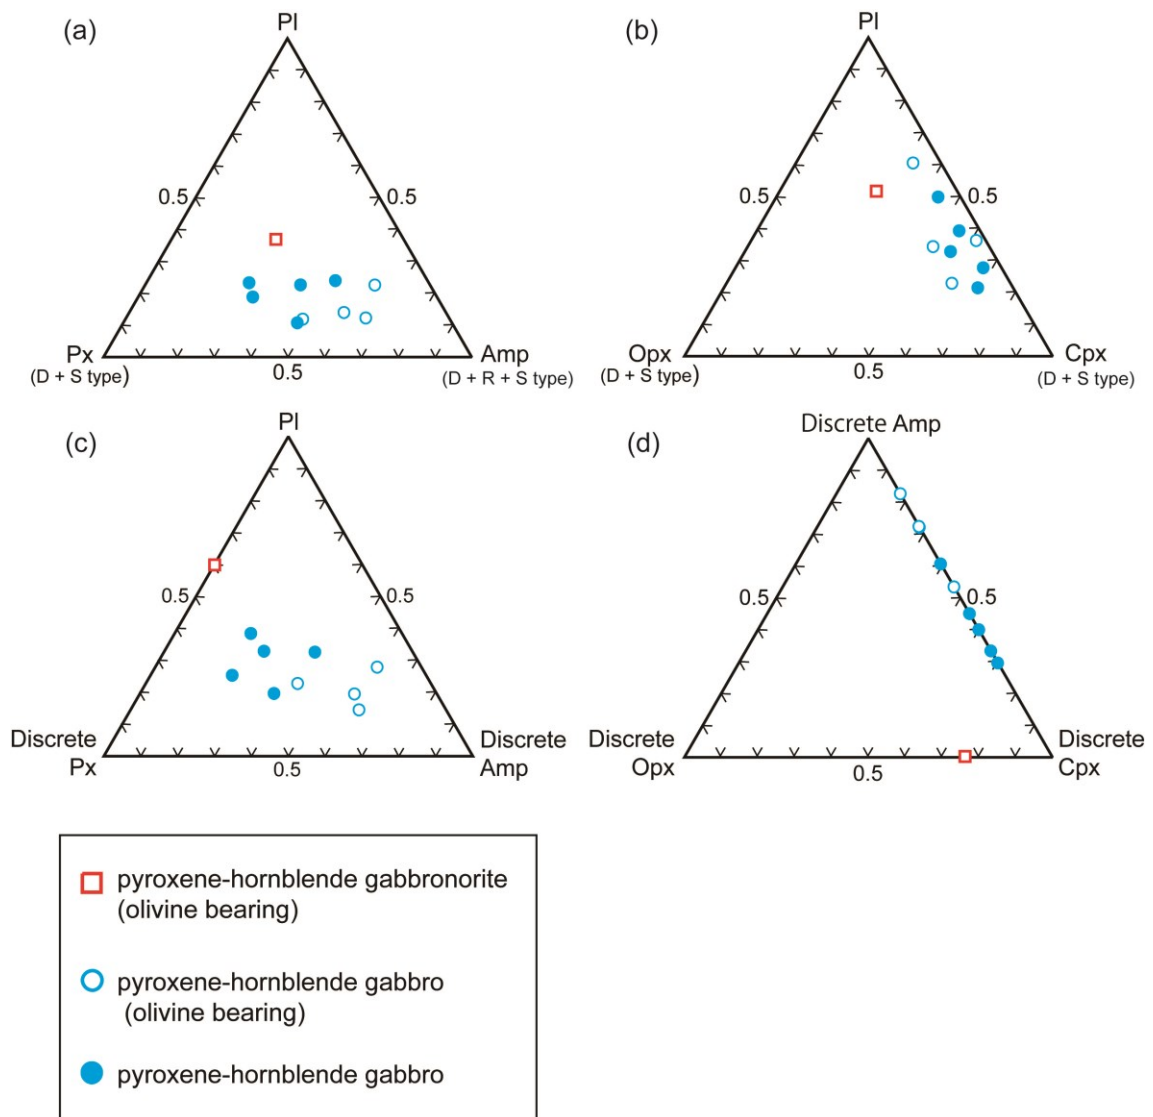 (a)
Pl
0.5
0.5
Px
(D + S type)
0.5
Amp
(D + R + S type)
(b)
Pl
0.5
Opx
(D + S type)
0.5
Cpx
(D + S type)
(c)
Pl
0.5
0.5
Discrete
Px
0.5
Discrete
Amp
(d)
Discrete Amp
0.5
0.5
Discrete
Opx
0.5
Discrete
Cpx
pyroxene-hornblende gabbronorite
(olivine bearing)
pyroxene-hornblende gabbro
(olivine bearing)
pyroxene-hornblende gabbro